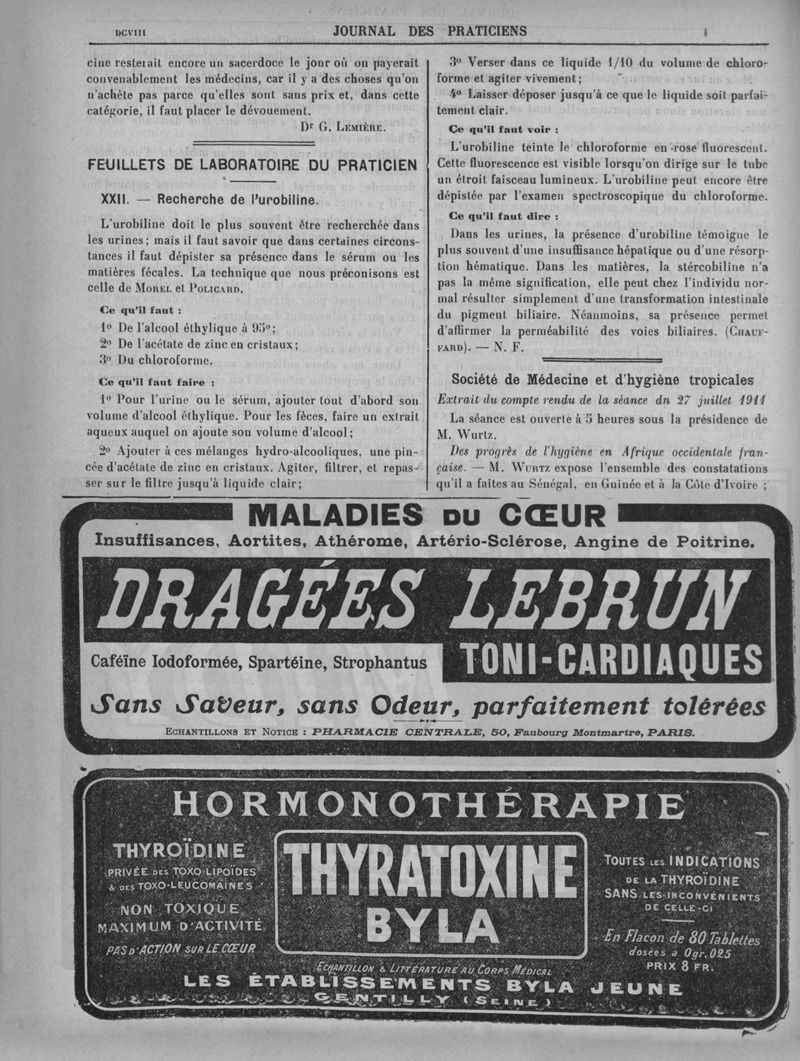 DCVIII
JOURNAL DES PRATICIENS
cine resterait encore un sacerdoce le jour où on payerait
convenablement les médecins, car il y a des choses qu'on
n'achète pas parce qu'elles sont sans prix et, dans cette
catégorie, il faut placer le dévouement.
Dr G. LEMIÈRE.
FEUILLETS DE LABORATOIRE DU PRATICIEN
XXII. — Recherche de l'urobiline.
L'urobiline doit le plus souvent être recherchée dans
les urines; mais il faut savoir que dans certaines circons-
tances il faut dépister sa présence dans le sérum ou les
matières fécales. La technique que nous préconisons est
celle de MOREL et POLICARD.
Ce qu'il faut :
1º De l'alcool éthylique à 95º;
2º De l'acétate de zinc en cristaux;
3º Du chloroforme.
Ce qu'il faut faire :
1º Pour l'urine ou le sérum, ajouter tout d'abord son
volume d'alcool éthylique. Pour les fèces, faire un extrait
aqueux auquel on ajoute son volume d'alcool;
2º Ajouter à ces mélanges hydro-alcooliques, une pin-
cée d'acétate de zinc en cristaux. Agiter, filtrer, et repas-
ser sur le filtre jusqu'à liquide clair;
3º Verser dans ce liquide 1/10 du volume de chloro-
forme et agiter vivement;
4º Laisser déposer jusqu'à ce que le liquide soit parfai-
tement clair.
Ce qu'il faut voir :
L'urobiline teinte le chloroforme en rose fluorescent.
Cette fluorescence est visible lorsqu'on dirige sur le tube
un étroit faisceau lumineux. L'urobiline peut encore être
dépistée par l'examen spectroscopique du chloroforme.
Ce qu'il faut dire :
Dans les urines, la présence d'urobiline témoigne le
plus souvent d'une insuffisance hépatique ou d'une résorp-
tion hématique. Dans les matières, la stércobiline n'a
pas la même signification, elle peut chez l'individu nor-
mal résulter simplement d'une transformation intestinale
du pigment biliaire. Néanmoins, sa présence permet
d'affirmer la perméabilité des voies biliaires. (CHAUF-
FARD). — N. F.
Société de Médecine et d'hygiène tropicales
Extrait du compte rendu de la séance dn 27 juillet 1911
La séance est ouverte à 5 heures sous la présidence de
M. Wurtz.
Des progrès de l'hygiène en Afrique occidentale fran-
çaise. — M. WURTZ expose l'ensemble des constatations
qu'il a faites au Sénégal, en Guinée et à la Côte d'Ivoire ;
MALADIES DU CŒUR
Insuffisances, Aortites, Athérome, Artério-Sclérose, Angine de Poitrine.
DRAGÉES LEBRUN
Caféïne Iodoformée, Spartéine, Strophantus
TONI-CARDIAQUES
Sans Saveur, sans Odeur, parfaitement tolérées
ECHANTILLONS ET NOTICE : PHARMACIE CENTRALE, 50, Faubourg Montmartre, PARIS.
HORMONOTHÉRAPIE
THYROÏDINE
PRIVÉE DES TOXO-LIPOÏDES
& DES TOXO-LEUCOMAINES
NON TOXIQUE
MAXIMUM D'ACTIVITÉ
PAS D'ACTION SUR LE CŒUR
THYRATOXINE
BYLA
TOUTES LES INDICATIONS
DE LA THYROÏDINE
SANS LES INCONVÉNIENTS
DE CELLE-CI
En Flacon de 80 Tablettes
dosées a 0gr.025
PRIX 8 FR.
ECHANTILLON & LITTÉRATURE AU CORPS MÉDICAL
LES ÉTABLISSEMENTS BYLA JEUNE
GENTILLY (SEINE)